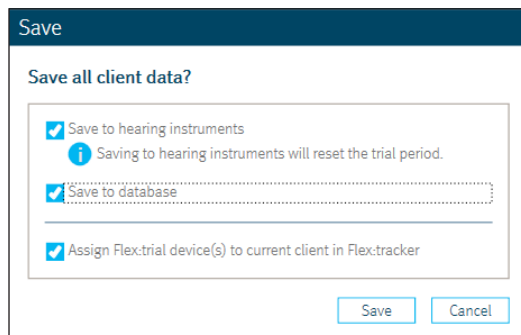 Save
Save all client data?
Save to hearing instruments
Saving to hearing instruments will reset the trial period.
Save to database
Assign Flex:trial device(s) to current client in Flex:tracker
Save Cancel